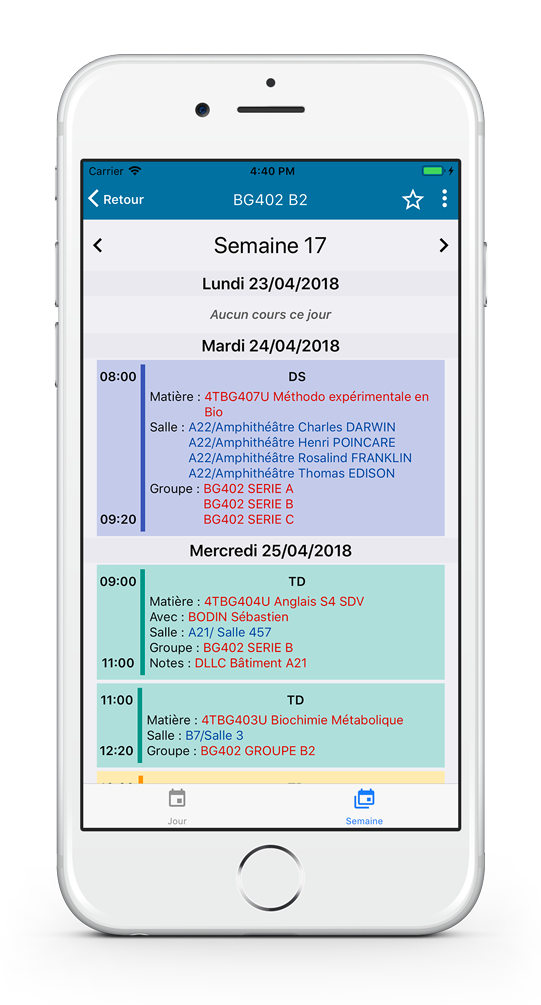 Carrier 4:40 PM
Retour BG402 B2
Semaine 17
Lundi 23/04/2018
Aucun cours ce jour
Mardi 24/04/2018
08:00 DS
Matière : 4TBG407U Méthodo expérimentale en
Bio
Salle : A22/Amphithéâtre Charles DARWIN
A22/Amphithéâtre Henri POINCARE
A22/Amphithéâtre Rosalind FRANKLIN
A22/Amphithéâtre Thomas EDISON
Groupe : BG402 SERIE A
BG402 SERIE B
09:20 BG402 SERIE C
Mercredi 25/04/2018
09:00 TD
Matière : 4TBG404U Anglais S4 SDV
Avec : BODIN Sébastien
Salle : A21/ Salle 457
Groupe : BG402 SERIE B
11:00 Notes : DLLC Bâtiment A21
11:00 TD
Matière : 4TBG403U Biochimie Métabolique
Salle : B7/Salle 3
12:20 Groupe : BG402 GROUPE B2
Jour Semaine